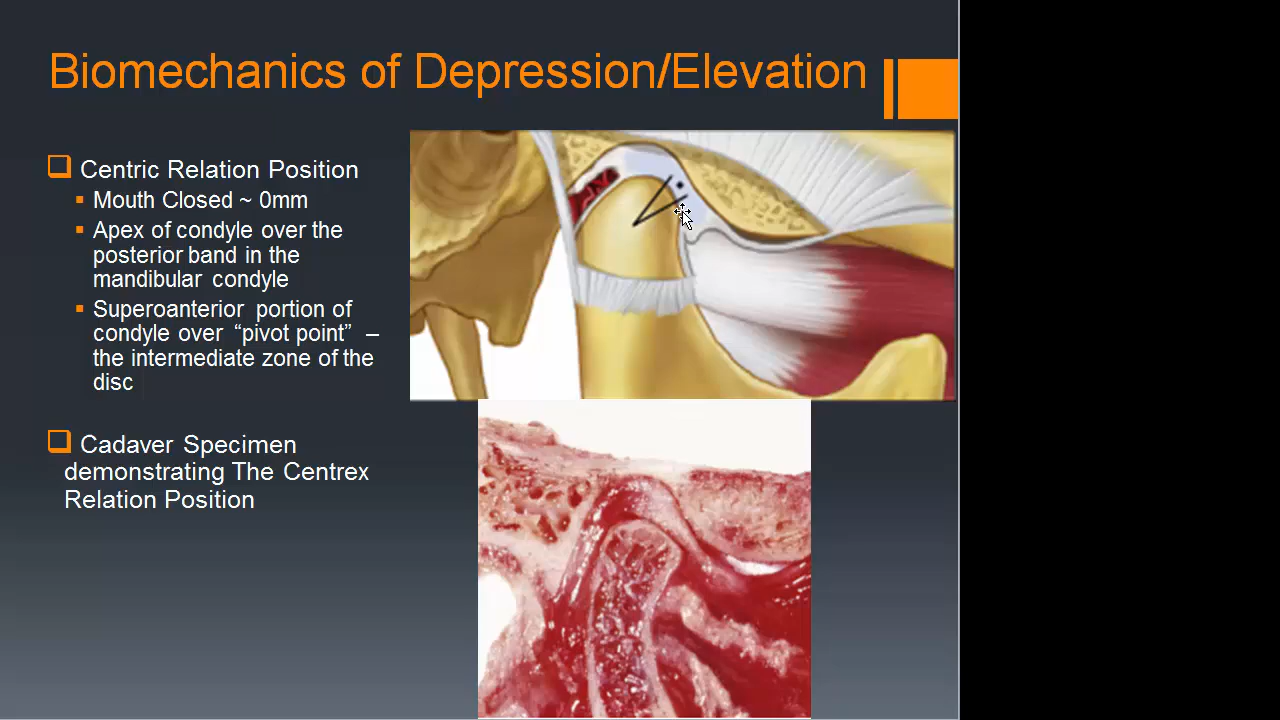 Biomechanics of Depression/Elevation
Centric Relation Position
Mouth Closed ~ 0mm
Apex of condyle over the
posterior band in the
mandibular condyle
Superoanterior portion of
condyle over “pivot point” –
the intermediate zone of the
disc
Cadaver Specimen
demonstrating The Centrex
Relation Position